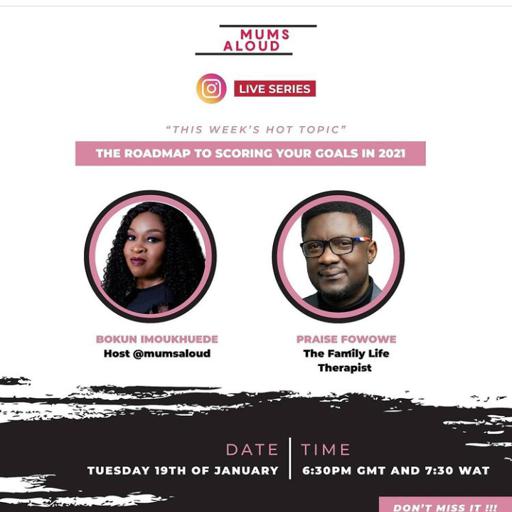 MUMS
ALOUD
LIVE SERIES
"THIS WEEK'S HOT TOPIC"
THE ROADMAP TO SCORING YOUR GOALS IN 2021
BOKUN IMOUKHUEDE
Host @mumsaloud
PRAISE FOWOWE
The Family Life
Therapist
DATE
TUESDAY 19TH OF JANUARY
TIME
6:30PM GMT AND 7:30 WAT
DON'T MISS IT !!!